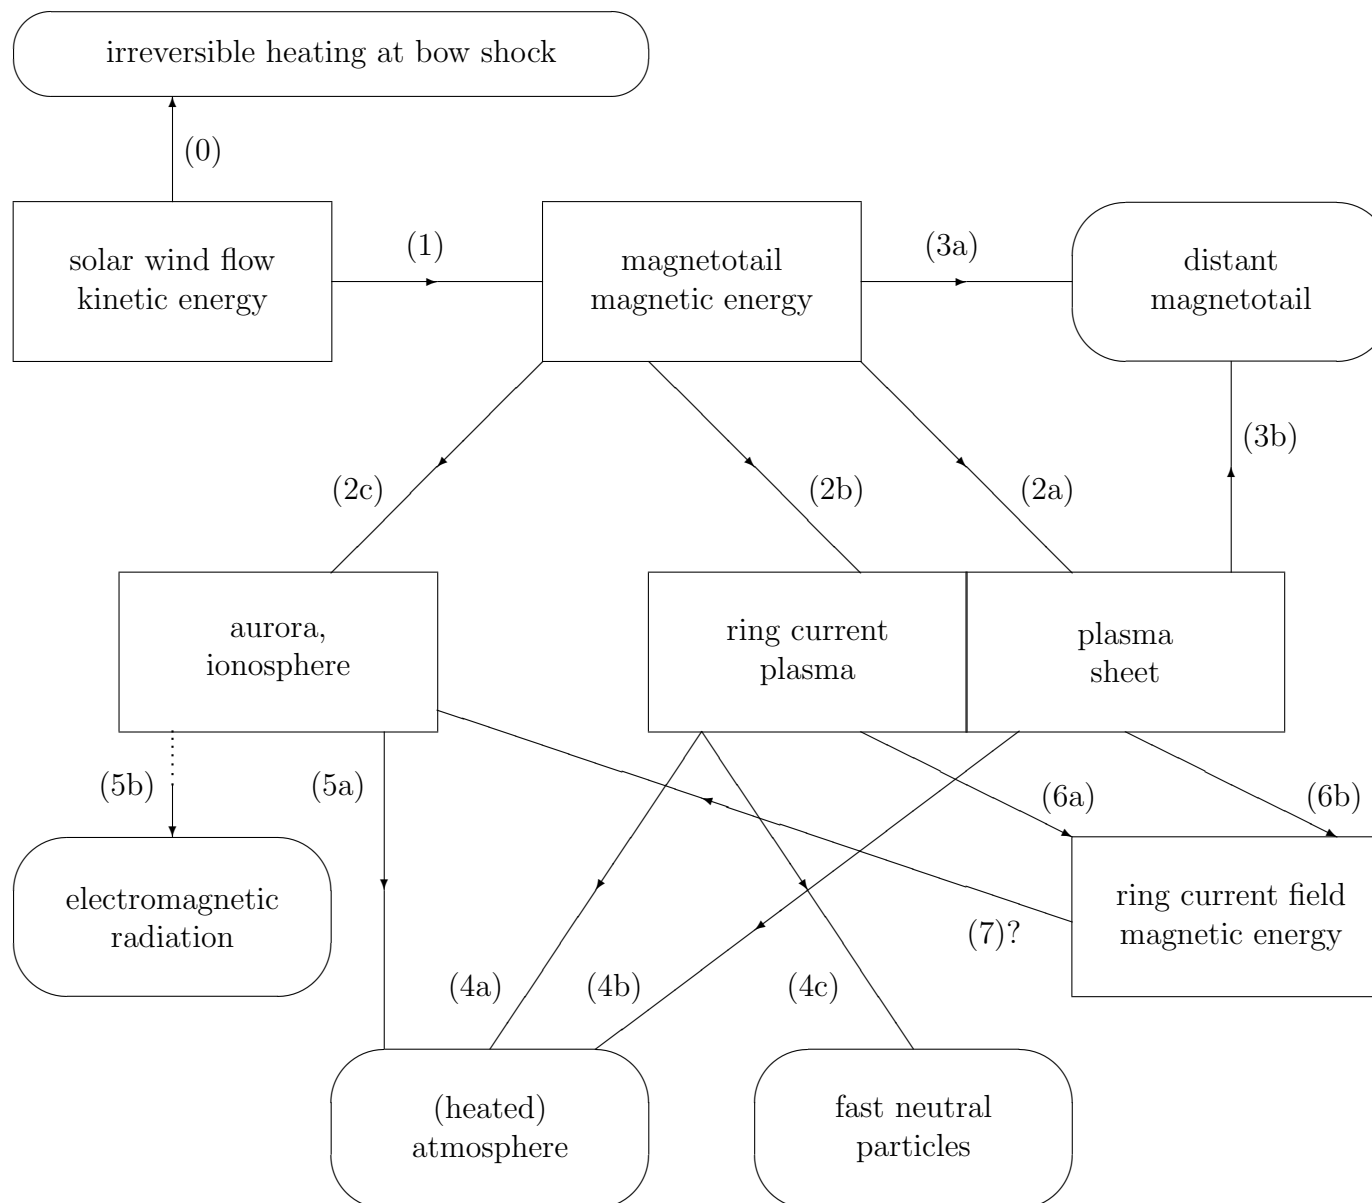 irreversible heating at bow shock
(0)
solar wind flow
kinetic energy
(1)
magnetotail
magnetic energy
(3a)
distant
magnetotail
(3b)
(2c)
(2b)
(2a)
aurora,
ionosphere
ring current
plasma
plasma
sheet
(5b)
(5a)
(6a)
(6b)
electromagnetic
radiation
ring current field
magnetic energy
(7)?
(4a)
(4b)
(4c)
(heated)
atmosphere
fast neutral
particles